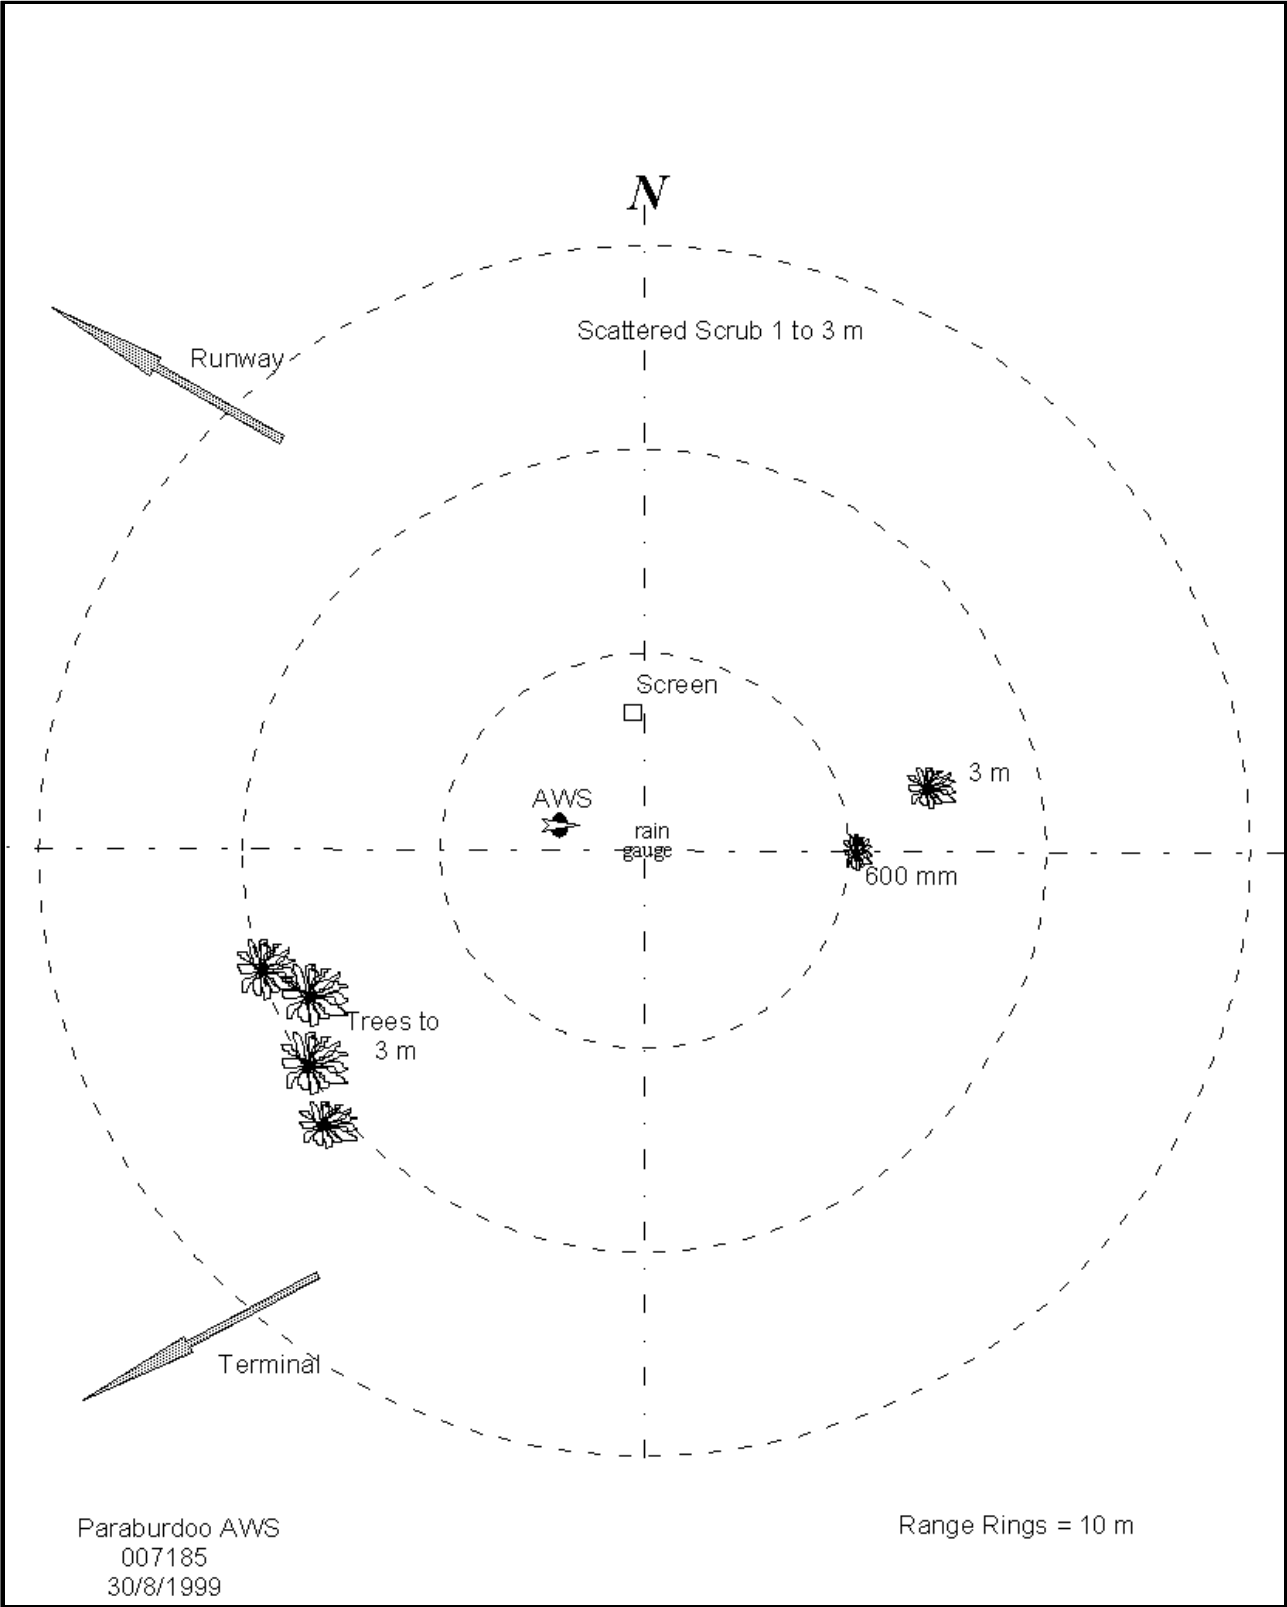 N
Scattered Scrub 1 to 3 m
Runway
Screen
3 m
AWS
rain
gauge
600 mm
Trees to
3 m
Terminal
Paraburdoo AWS
007185
30/8/1999
Range Rings = 10 m